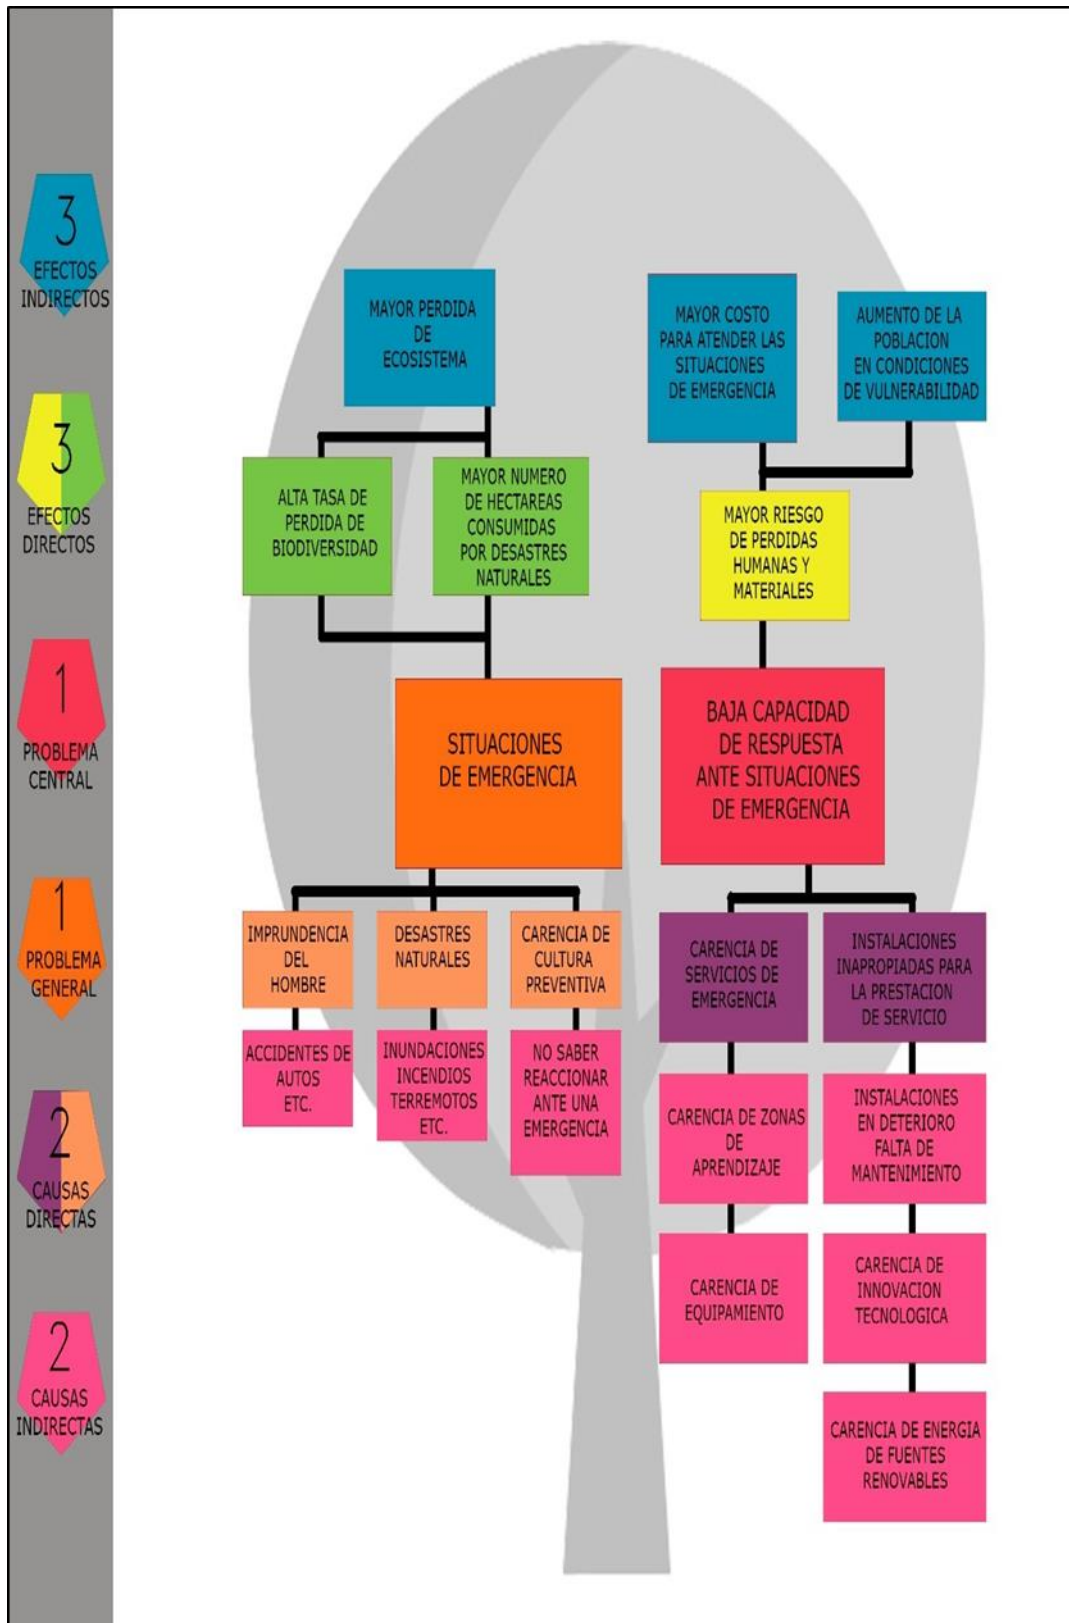 3
EFECTOS
INDIRECTOS
3
EFECTOS
DIRECTOS
1
PROBLEMA
CENTRAL
1
PROBLEMA
GENERAL
2
CAUSAS
DIRECTAS
2
CAUSAS
INDIRECTAS
MAYOR PERDIDA
DE
ECOSISTEMA
MAYOR COSTO
PARA ATENDER LAS
SITUACIONES
DE EMERGENCIA
AUMENTO DE LA
POBLACION
EN CONDICIONES
DE VULNERABILIDAD
ALTA TASA DE
PERDIDA DE
BIODIVERSIDAD
MAYOR NUMERO
DE HECTAREAS
CONSUMIDAS
POR DESASTRES
NATURALES
MAYOR RIESGO
DE PERDIDAS
HUMANAS Y
MATERIALES
SITUACIONES
DE EMERGENCIA
BAJA CAPACIDAD
DE RESPUESTA
ANTE SITUACIONES
DE EMERGENCIA
IMPRUNDENCIA
DEL
HOMBRE
DESASTRES
NATURALES
CARENCIA DE
CULTURA
PREVENTIVA
CARENCIA DE
SERVICIOS DE
EMERGENCIA
INSTALACIONES
INAPROPIADAS PARA
LA PRESTACION
DE SERVICIO
ACCIDENTES DE
AUTOS
ETC.
INUNDACIONES
INCENDIOS
TERREMOTOS
ETC.
NO SABER
REACCIONAR
ANTE UNA
EMERGENCIA
CARENCIA DE ZONAS
DE
APRENDIZAJE
INSTALACIONES
EN DETERIORO
FALTA DE
MANTENIMIENTO
CARENCIA DE
EQUIPAMIENTO
CARENCIA DE
INNOVACION
TECNOLOGICA
CARENCIA DE ENERGIA
DE FUENTES
RENOVABLES